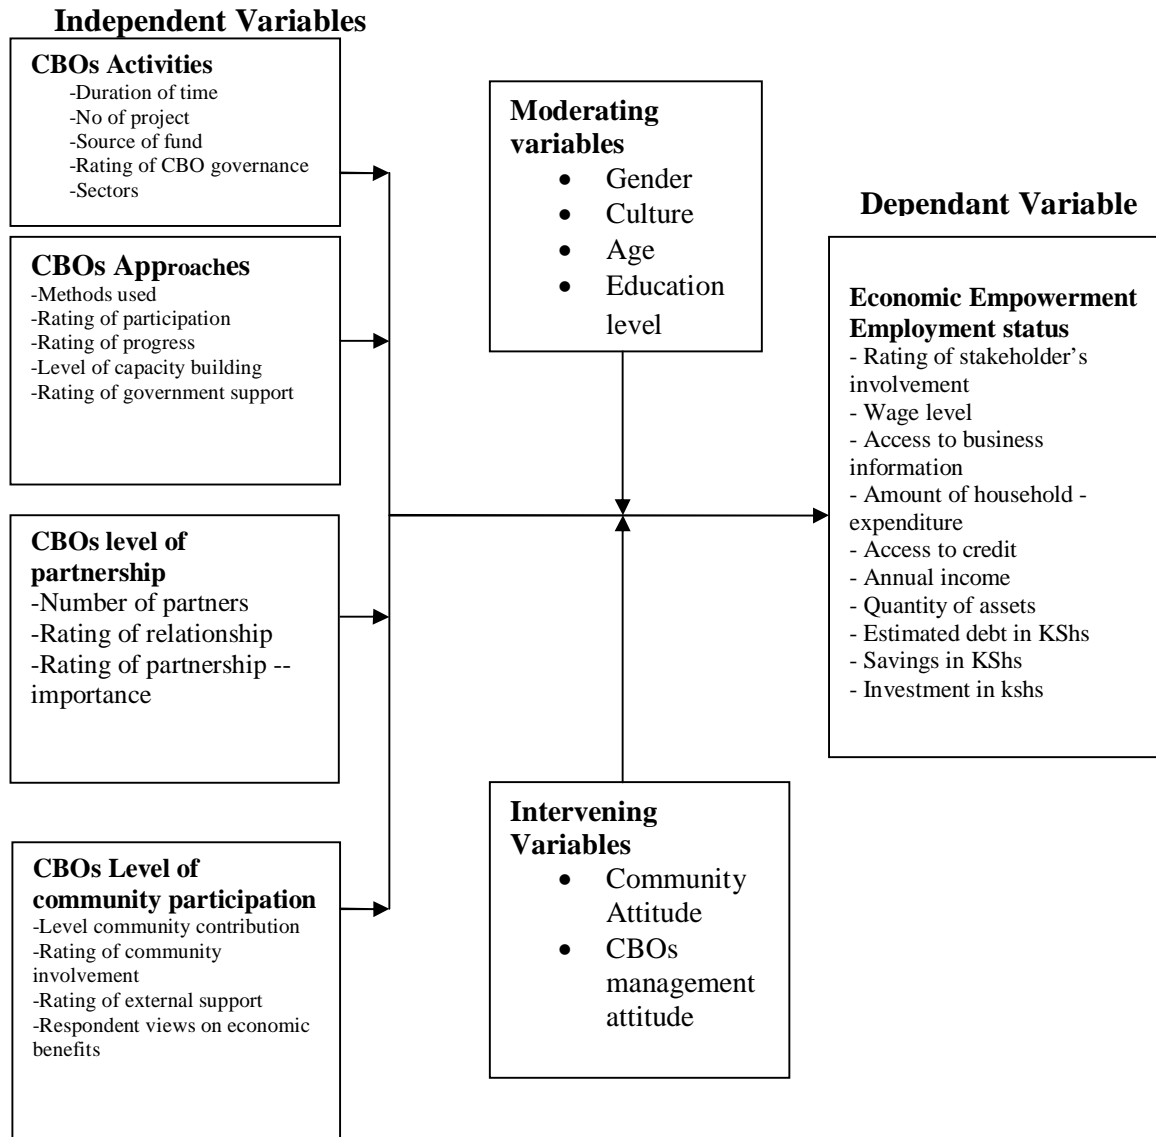 Independent Variables
CBOs Activities
-Duration of time
-No of project
-Source of fund
-Rating of CBO governance
-Sectors
CBOs Approaches
-Methods used
-Rating of participation
-Rating of progress
-Level of capacity building
-Rating of government support
CBOs level of
partnership
-Number of partners
-Rating of relationship
-Rating of partnership --
importance
CBOs Level of
community participation
-Level community contribution
-Rating of community
involvement
-Rating of external support
-Respondent views on economic
benefits
Moderating
variables
• Gender
• Culture
• Age
• Education
level
Intervening
Variables
• Community
Attitude
• CBOs
management
attitude
Dependant Variable
Economic Empowerment
Employment status
- Rating of stakeholder’s
involvement
- Wage level
- Access to business
information
- Amount of household -
expenditure
- Access to credit
- Annual income
- Quantity of assets
- Estimated debt in KShs
- Savings in KShs
- Investment in kshs